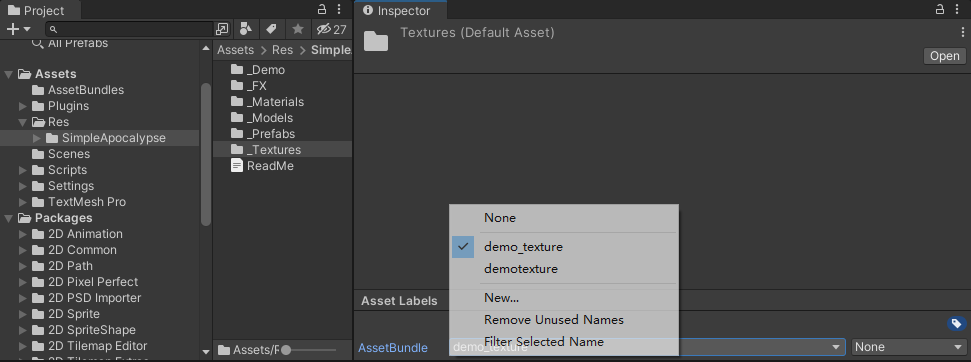 Project
27
All Prefabs
Assets
AssetBundles
Plugins
Res
SimpleApocalypse
Scenes
Scripts
Settings
TextMesh Pro
Packages
2D Animation
2D Common
2D Path
2D Pixel Perfect
2D PSD Importer
2D Sprite
2D SpriteShape
2D Tilemap Editor
2D Tilemap Extras
Assets > Res > Simple
_Demo
_FX
_Materials
_Models
_Prefabs
_Textures
ReadMe
Assets/F
Inspector
Textures (Default Asset)
Open
None
demo_texture
demotexture
New...
Remove Unused Names
Filter Selected Name
Asset Labels
AssetBundle
demo_texture
None